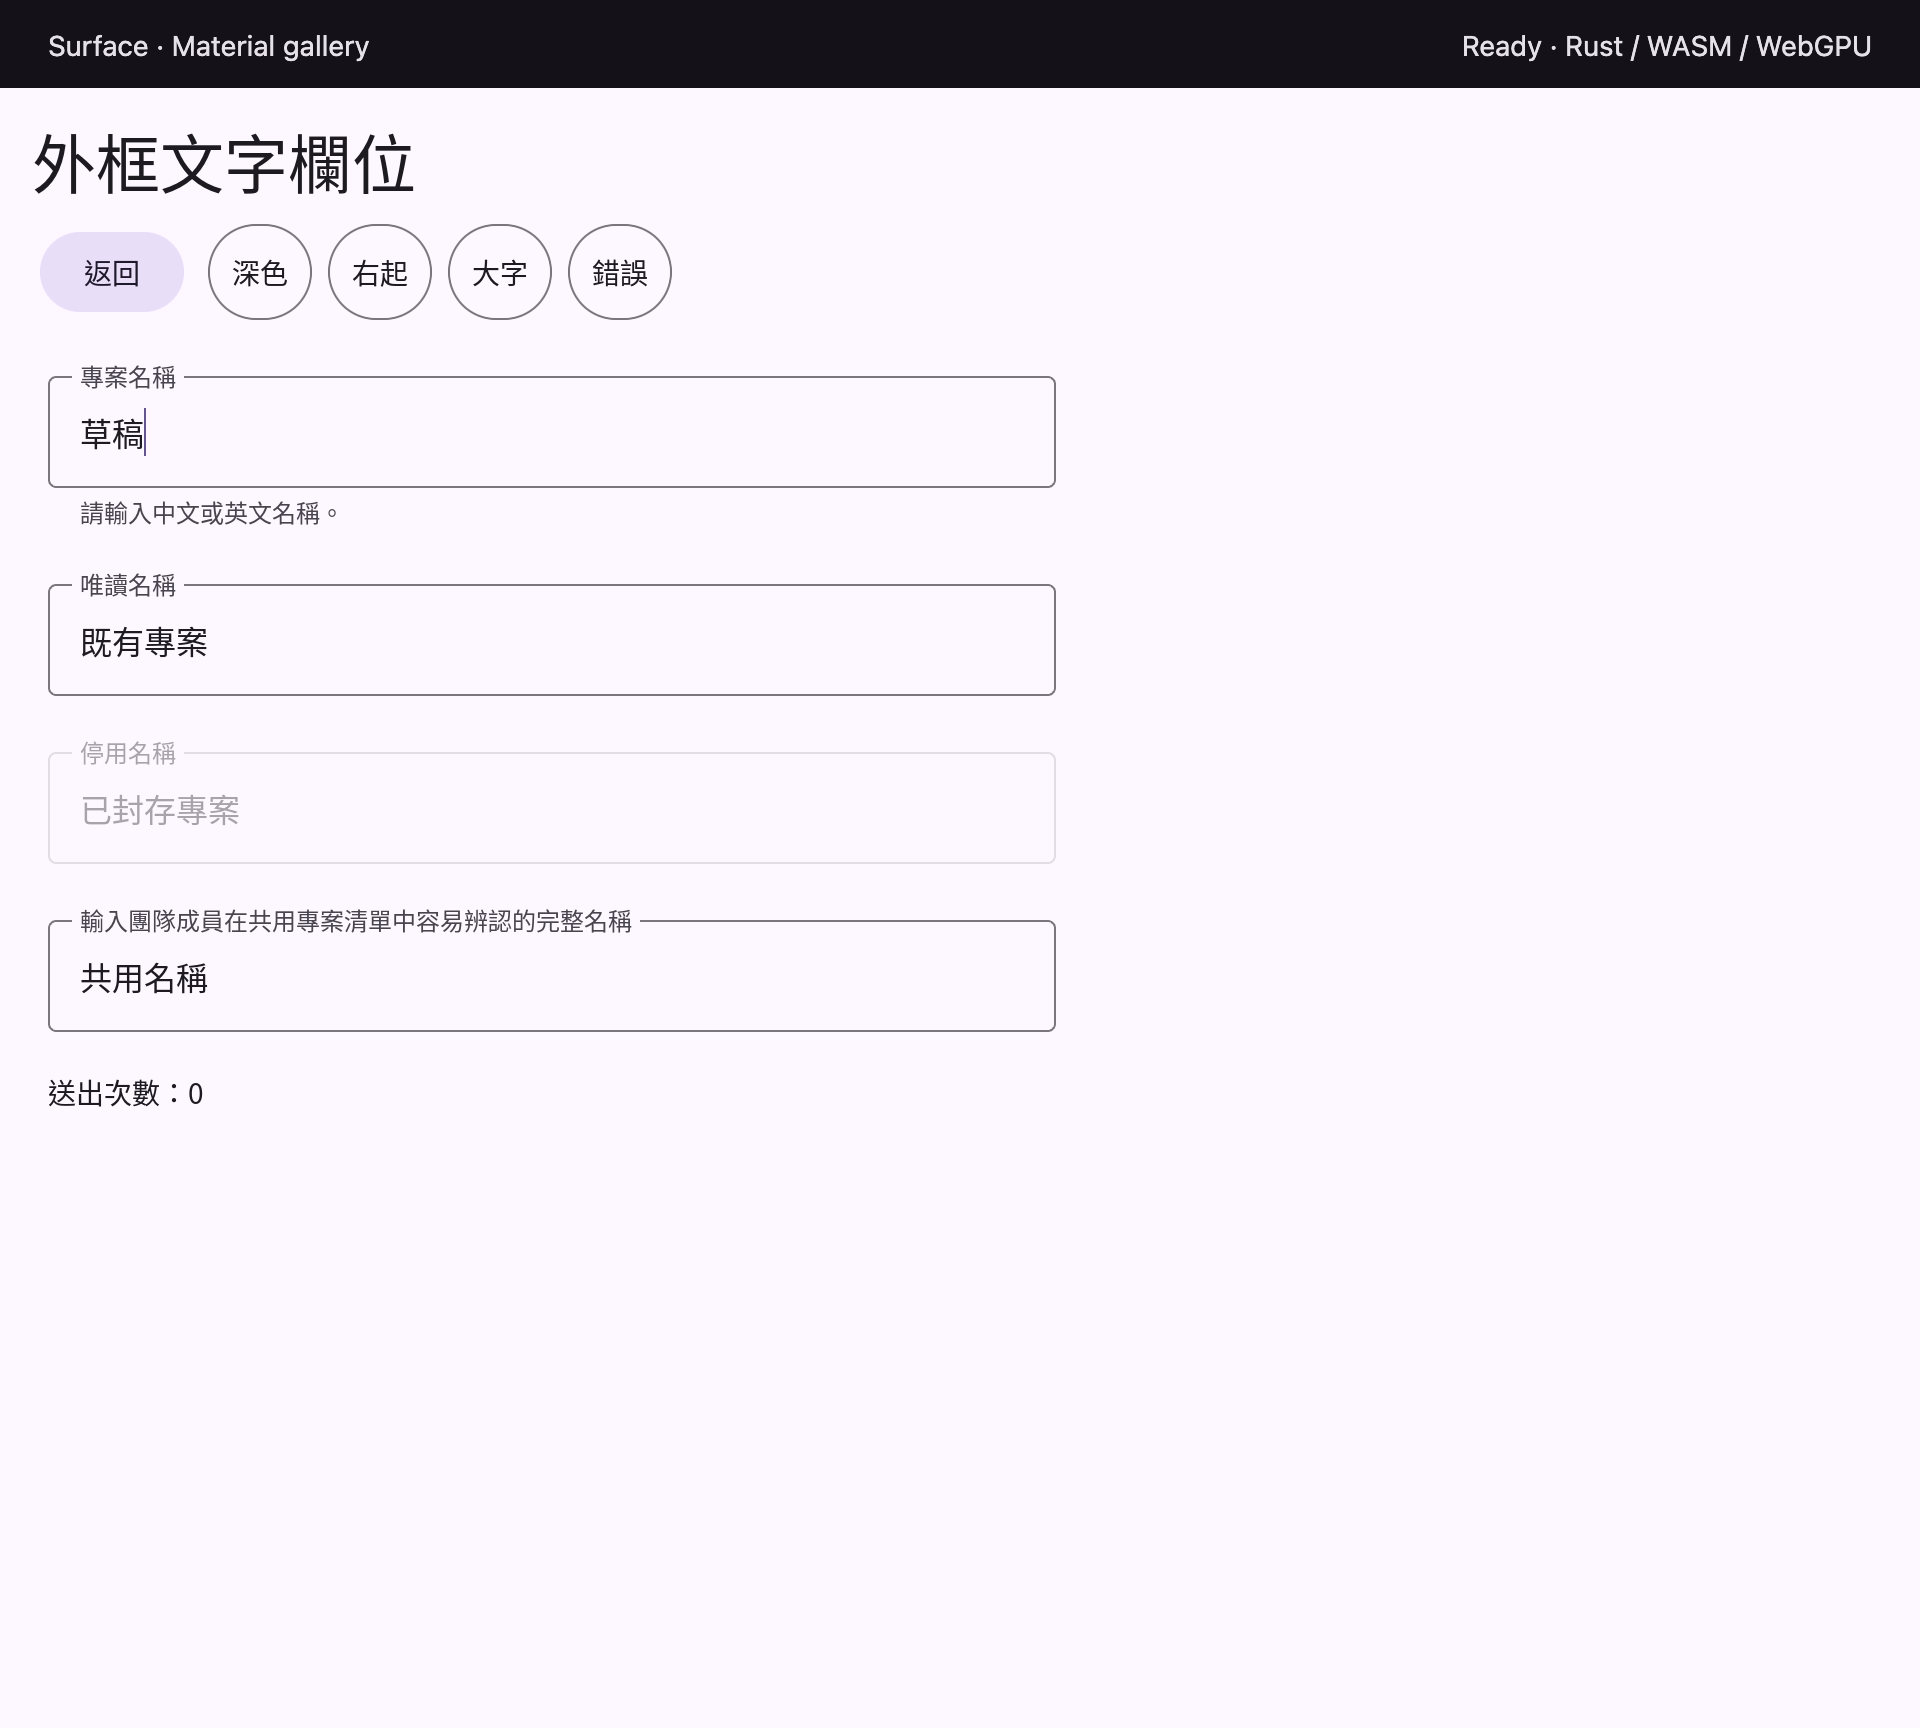 Surface · Material gallery
Ready · Rust / WASM / WebGPU
外框文字欄位
返回
深色
右起
大字
錯誤
專案名稱
草稿
請輸入中文或英文名稱。
唯讀名稱
既有專案
停用名稱
已封存專案
輸入團隊成員在共用專案清單中容易辨認的完整名稱
共用名稱
送出次數：0